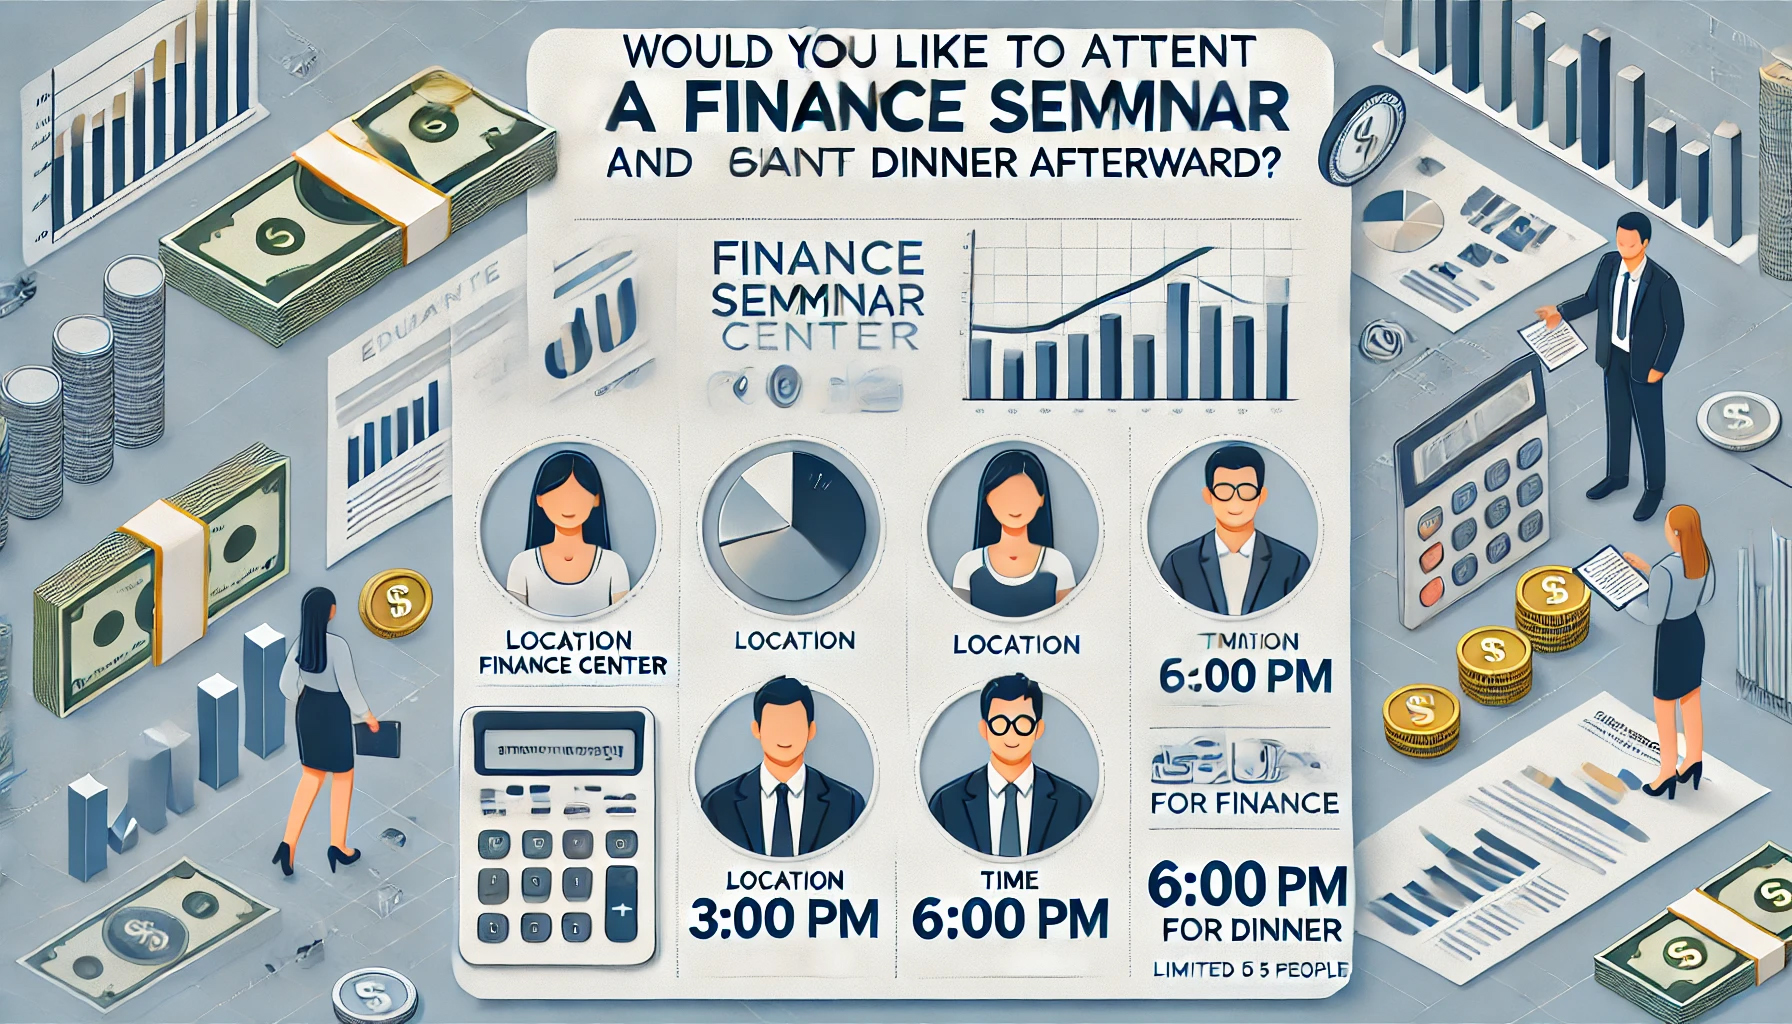 WOULD YOU LIKE TO ATTENT
A FINANCE SEMMNAR
AND 6IANT DINNER AFTERWARD?
FINANCE
SEMMNAR
CENTER
LOCATION
FINANCE CENTER
LOCATION
LOCATION
TMATION
6:00 PM
LOCATION
3:00 PM
TIME
6:00 PM
FOR FINANCE
6:00 PM
FOR DINNER
LIMITED 6 5 PEOPLE